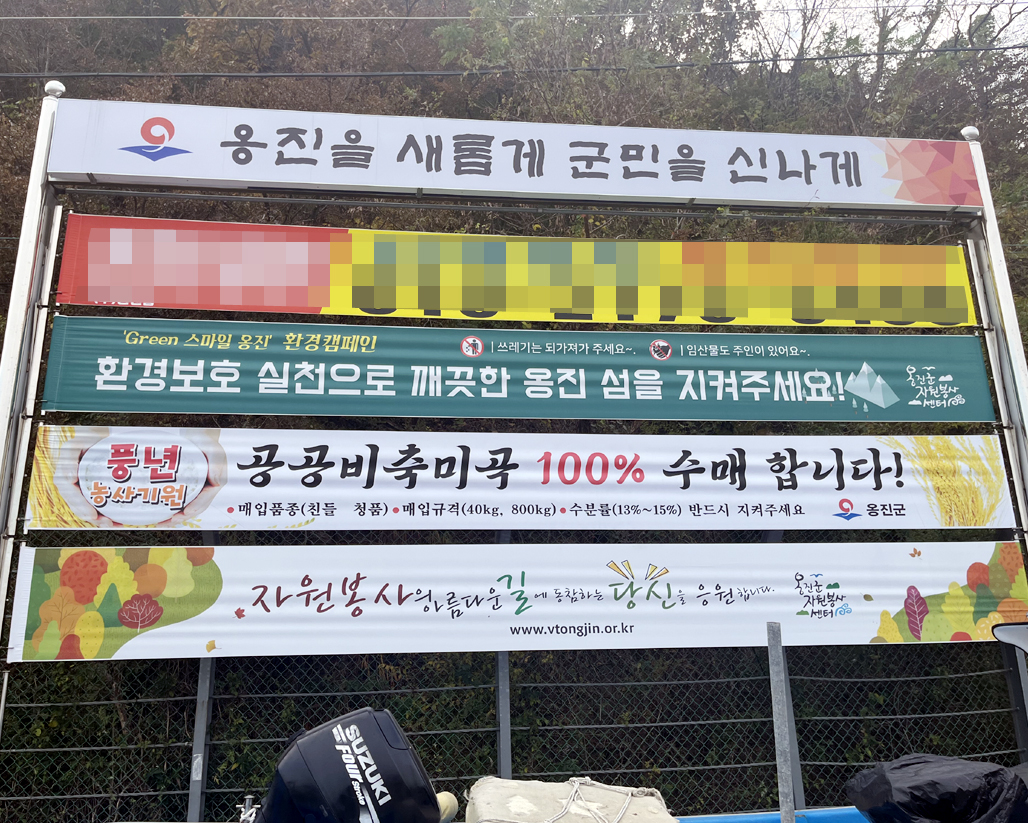 옹진을 새롭게 군민을 신나게
'Green 스마일 옹진' 환경캠페인
| 쓰레기는 되가져가 주세요~.
| 임산물도 주인이 있어요~.
환경보호 실천으로 깨끗한 옹진 섬을 지켜주세요!
옹진군
자원봉사
센터
풍년
농사기원
공공비축미곡 100% 수매 합니다!
•매입품종(친들 청품) •매입규격(40kg, 800kg) •수분률(13%~15%) 반드시 지켜주세요
옹진군
자원봉사의 아름다운 길에 동참하는 당신을 응원합니다.
www.vtongjin.or.kr
옹진군
자원봉사
센터
SUZUKI
FOUR Stroke